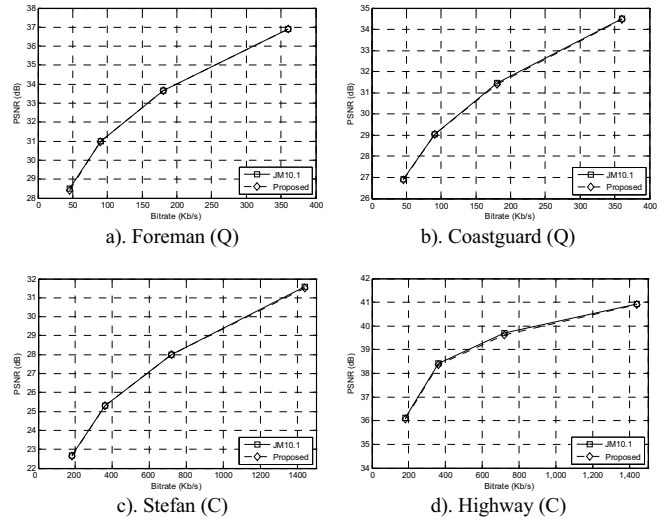 38
37
36
35
34
33
32
31
30
29
28
PSNR (dB)
0 50 100 150 200 250 300 350 400
Bitrate (Kb/s)
JM10.1
Proposed
a). Foreman (Q)
35
34
33
32
31
30
29
28
27
26
PSNR (dB)
0 50 100 150 200 250 300 350 400
Bitrate (Kb/s)
JM10.1
Proposed
b). Coastguard (Q)
32
31
30
29
28
27
26
25
24
23
22
PSNR (dB)
0 200 400 600 800 1000 1200 1400
Bitrate (Kb/s)
JM10.1
Proposed
c). Stefan (C)
42
41
40
39
38
37
36
35
34
PSNR (dB)
0 200 400 600 800 1,000 1,200 1,400
Bitrate (Kb/s)
JM10.1
Proposed
d). Highway (C)